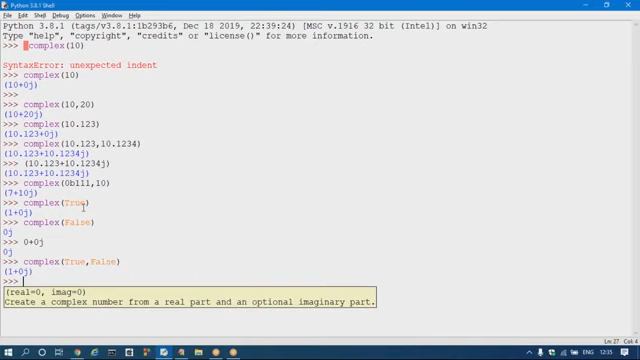 Python 3.8.1 Shell
File Edit Shell Debug Options Window Help
Python 3.8.1 (tags/v3.8.1:1b293b6, Dec 18 2019, 22:39:24) [MSC v.1916 32 bit (Intel)] on win32
Type "help", "copyright", "credits" or "license()" for more information.
>>> complex(10)
SyntaxError: unexpected indent
>>> complex(10)
(10+0j)
>>>
>>> complex(10,20)
(10+20j)
>>> complex(10.123)
(10.123+0j)
>>> complex(10.123,10.1234)
(10.123+10.1234j)
>>> (10.123+10.1234j)
(10.123+10.1234j)
>>> complex(0b111,10)
(7+10j)
>>> complex(True)
(1+0j)
>>> complex(False)
0j
>>> 0+0j
0j
>>> complex(True,False)
(1+0j)
>>>
(real=0, imag=0)
Create a complex number from a real part and an optional imaginary part.
Ln: 27 Col: 4
ENG 12:35